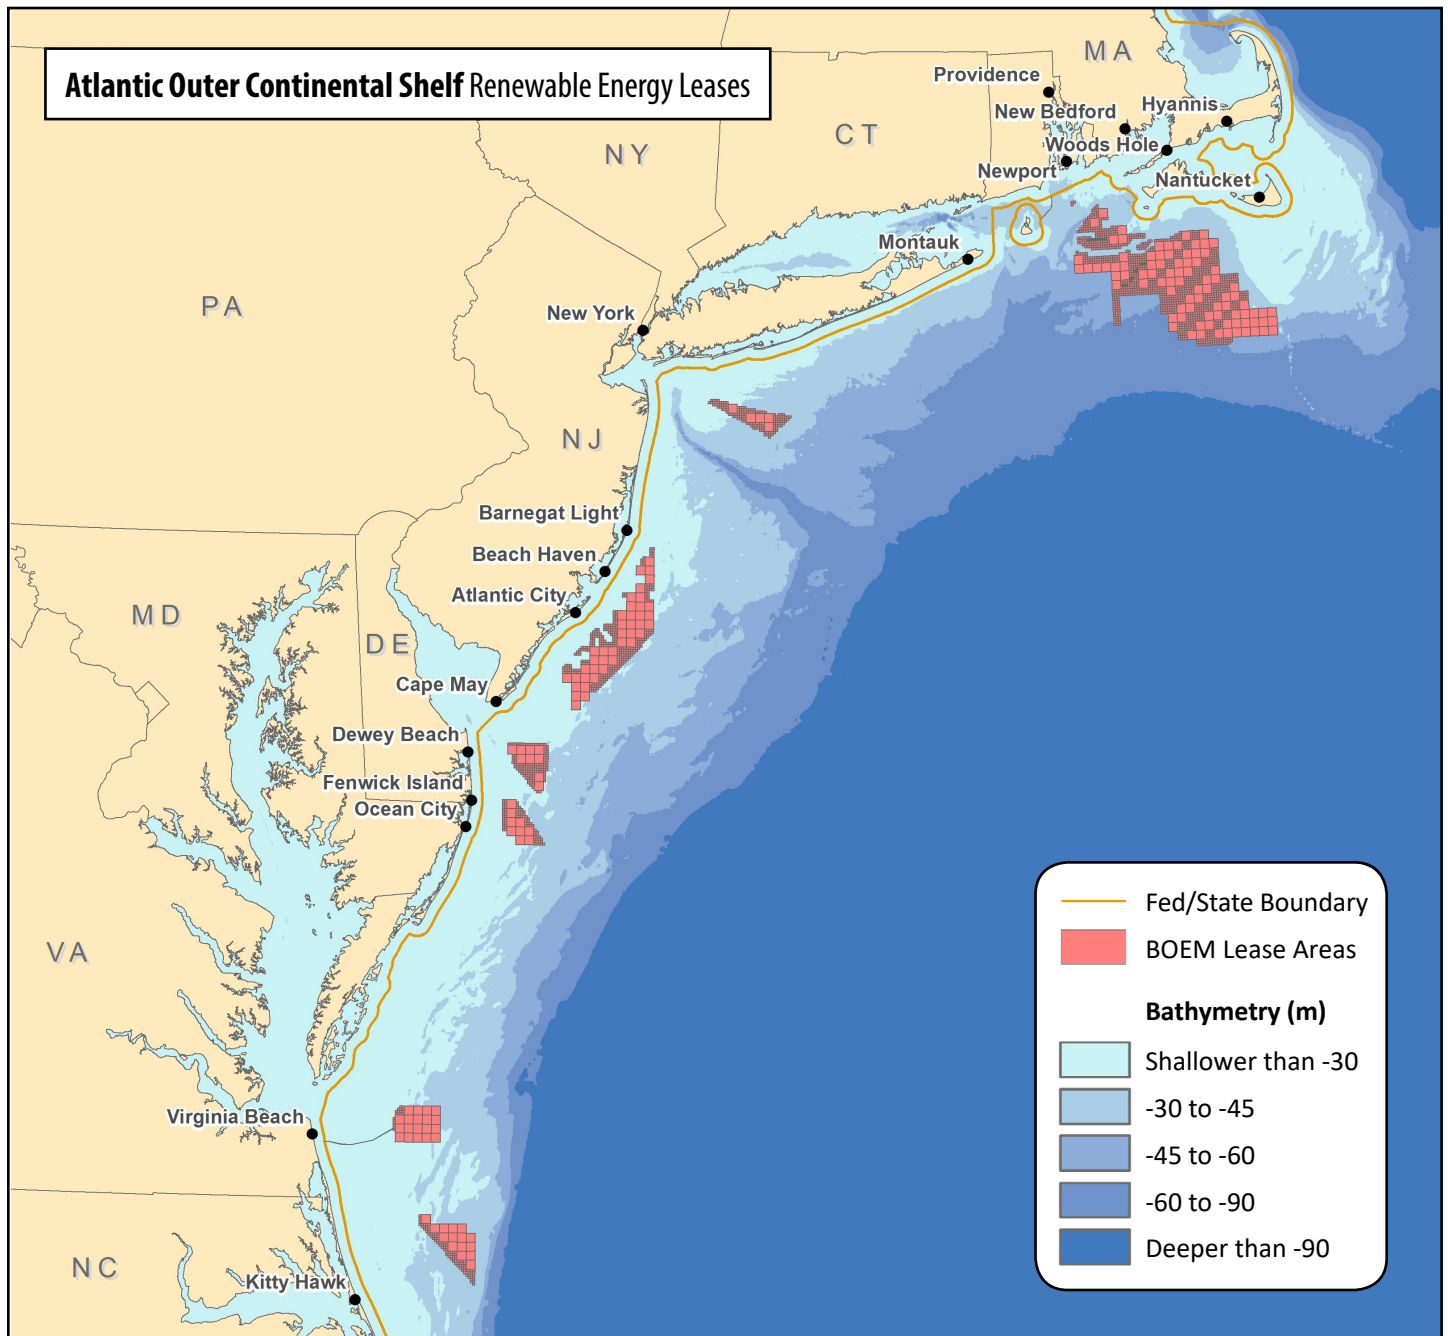 Atlantic Outer Continental Shelf Renewable Energy Leases
MA
Providence
New Bedford
Hyannis
CT
NY
Woods Hole
Newport
Nantucket
Montauk
PA
New York
NJ
Barnegat Light
Beach Haven
Atlantic City
MD
DE
Cape May
Dewey Beach
Fenwick Island
Ocean City
VA
Virginia Beach
NC
Kitty Hawk
Fed/State Boundary
BOEM Lease Areas
Bathymetry (m)
Shallower than -30
-30 to -45
-45 to -60
-60 to -90
Deeper than -90